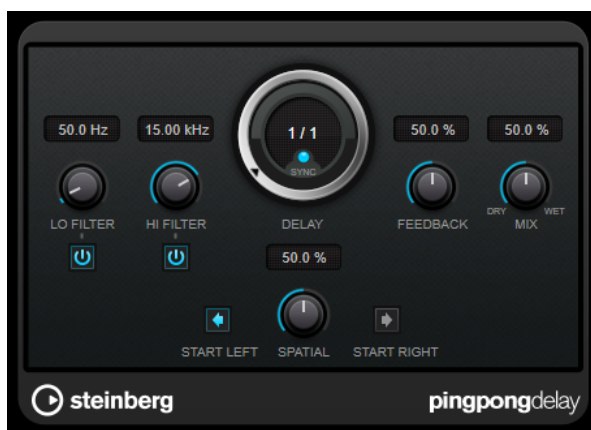 50.0 Hz 15.00 kHz 1 / 1 50.0 % 50.0 %
SYNC
DRY WET
LO FILTER HI FILTER DELAY FEEDBACK MIX
50.0 %
START LEFT SPATIAL START RIGHT
steinberg pingpongdelay